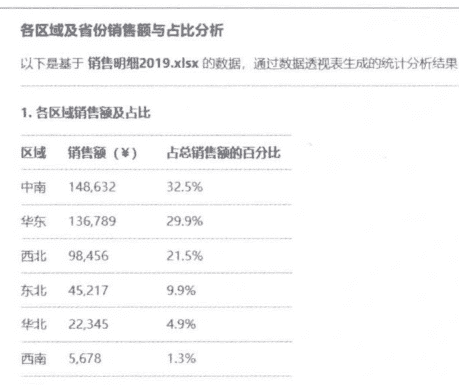 各区域及省份销售额与占比分析
以下是基于 销售明细2019.xlsx 的数据，通过数据透视表生成的统计分析结果
1. 各区域销售额及占比
区域 销售额（¥） 占总销售额的百分比
中南 148,632 32.5%
华东 136,789 29.9%
西北 98,456 21.5%
东北 45,217 9.9%
华北 22,345 4.9%
西南 5,678 1.3%